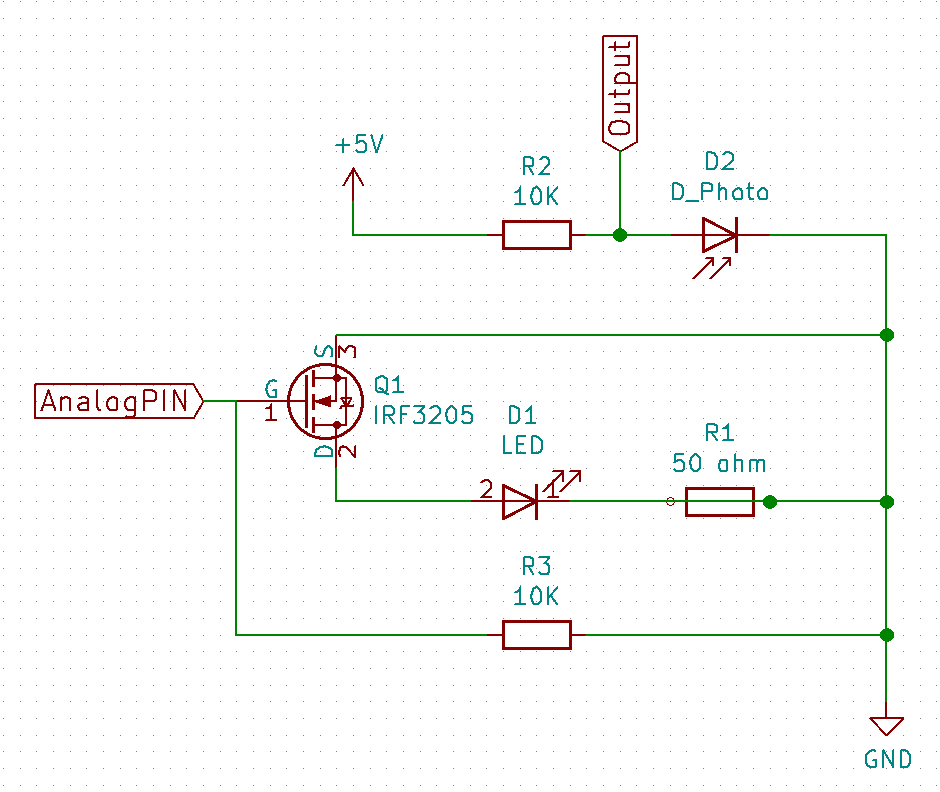 Output
+5V
R2
10K
D2
D_Photo
S
3
AnalogPIN
G
1
Q1
IRF3205
D
2
D1
LED
2
1
R1
50 ohm
R3
10K
GND